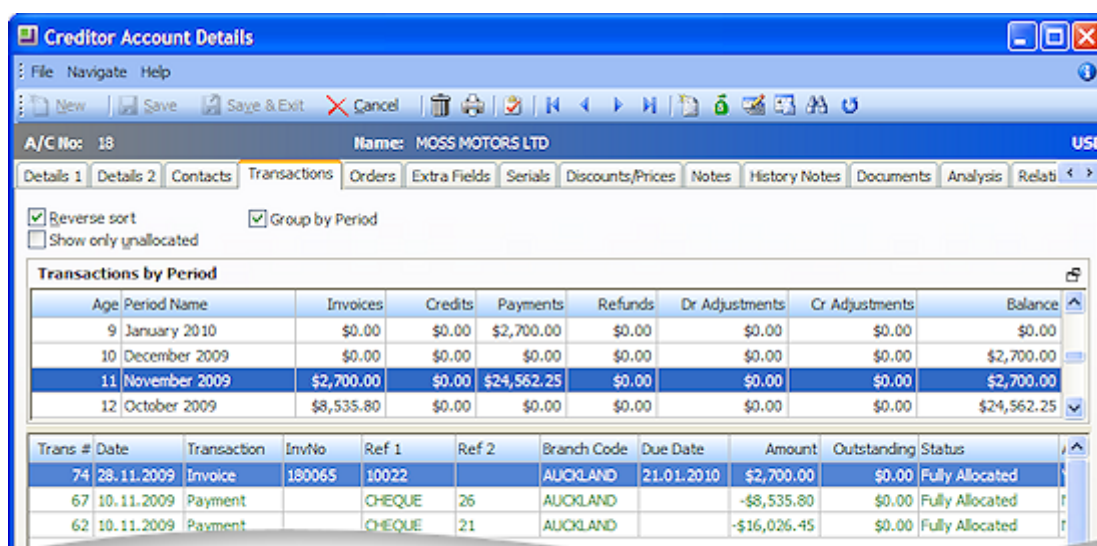 Creditor Account Details
File Navigate Help
New Save Save & Exit Cancel
A/C No: 18 Name: MOSS MOTORS LTD
Details 1 Details 2 Contacts Transactions Orders Extra Fields Serials Discounts/Prices Notes History Notes Documents Analysis
Reverse sort Group by Period
Show only unallocated
Transactions by Period
Age Period Name Invoices Credits Payments Refunds Dr Adjustments Cr Adjustments Balance
9 January 2010 $0.00 $0.00 $2,700.00 $0.00 $0.00 $0.00 $0.00
10 December 2009 $0.00 $0.00 $0.00 $0.00 $0.00 $0.00 $2,700.00
11 November 2009 $2,700.00 $0.00 $24,562.25 $0.00 $0.00 $0.00 $2,700.00
12 October 2009 $8,535.80 $0.00 $0.00 $0.00 $0.00 $0.00 $24,562.25
Trans # Date Transaction InvNo Ref 1 Ref 2 Branch Code Due Date Amount Outstanding Status
74 28.11.2009 Invoice 180065 10022 AUCKLAND 21.01.2010 $2,700.00 $0.00 Fully Allocated
67 10.11.2009 Payment CHEQUE 26 AUCKLAND -$8,535.80 $0.00 Fully Allocated
62 10.11.2009 Payment CHEQUE 21 AUCKLAND -$16,026.45 $0.00 Fully Allocated